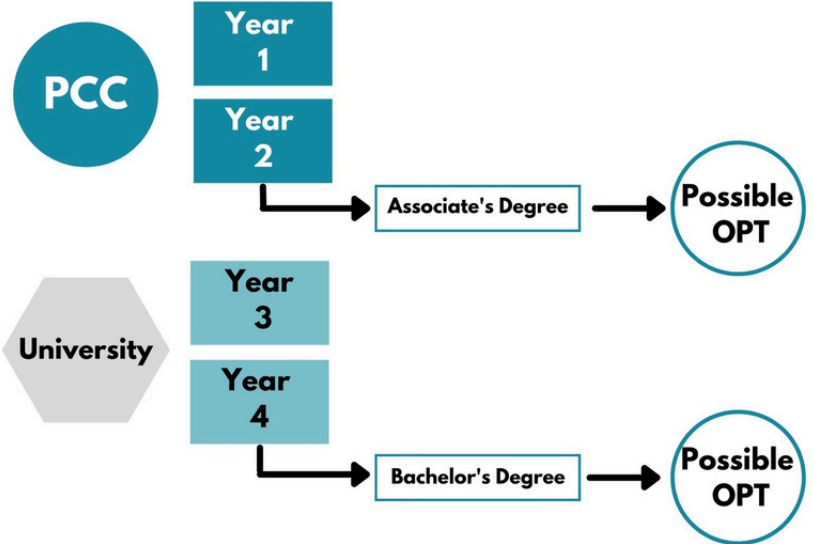 PCC
Year
1
Year
2
Associate's Degree
Possible
OPT
University
Year
3
Year
4
Bachelor's Degree
Possible
OPT